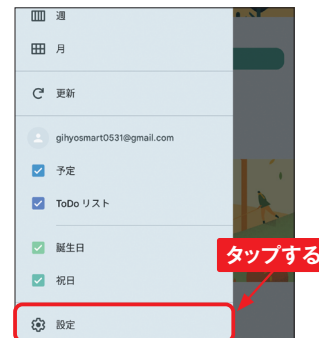 週
月
更新
gihyosmart0531@gmail.com
予定
ToDo リスト
誕生日
タップする
祝日
設定